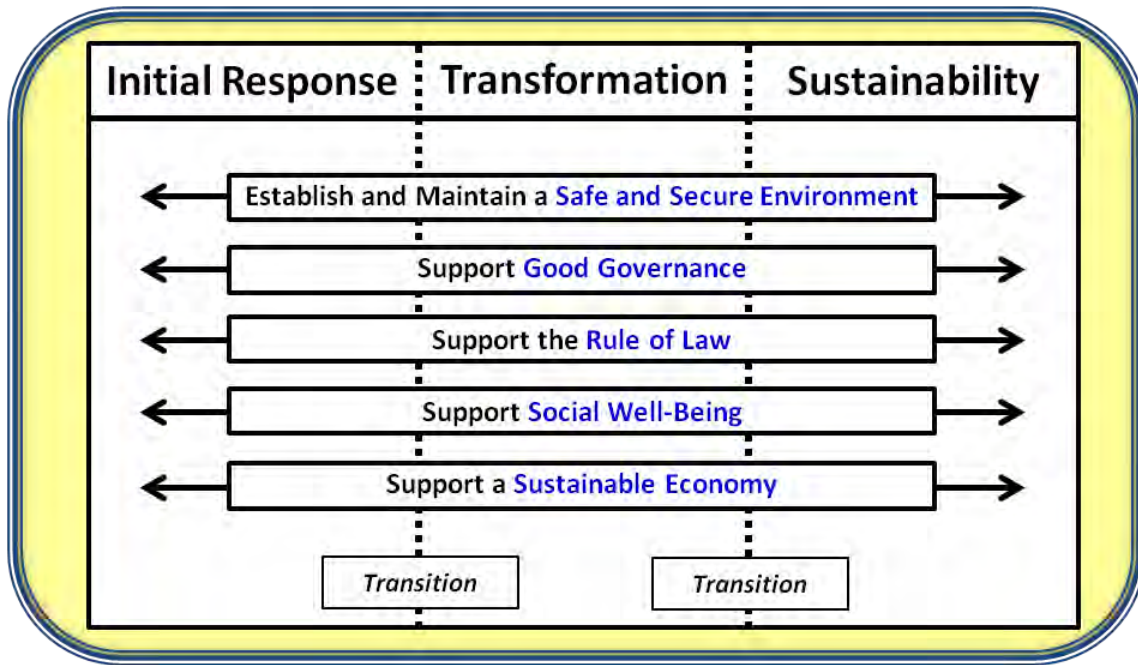 Initial Response Transformation Sustainability
Establish and Maintain a Safe and Secure Environment
Support Good Governance
Support the Rule of Law
Support Social Well-Being
Support a Sustainable Economy
Transition Transition